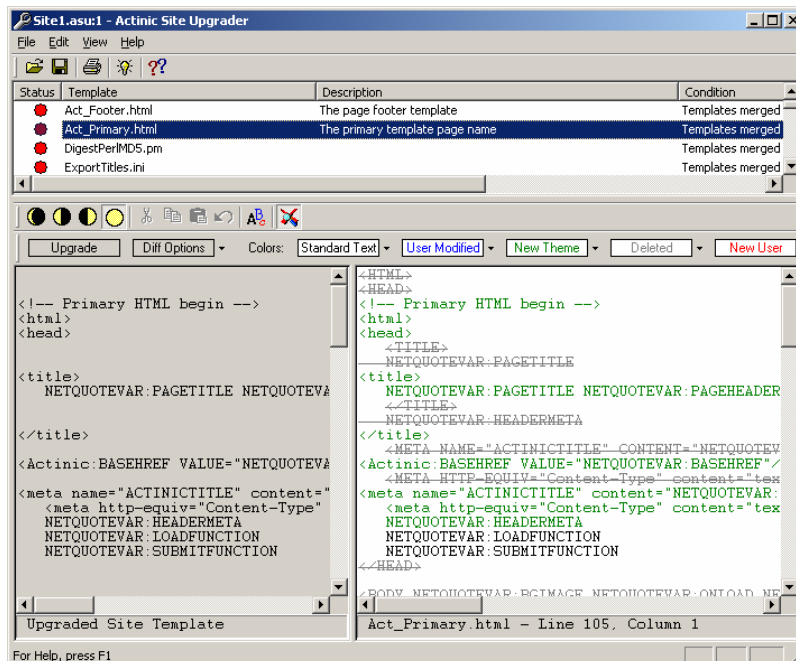 Site1.asu:1 - Actinic Site Upgrader
File Edit View Help
Status Template Description Condition
Act_Footer.html The page footer template Templates merged
Act_Primary.html The primary template page name Templates merged
DigestPerlMD5.pm Templates merged
ExportTitles.ini Templates merged
Upgrade Diff Options Colors: Standard Text User Modified New Theme Deleted New User
<!-- Primary HTML begin -->
<html>
<head>
<title>
NETQUOTEVAR:PAGETITLE NETQUOTEVA
</title>
<Actinic:BASEHREF VALUE="NETQUOTEVA
<meta name="ACTINICTITLE" content="
<meta http-equiv="Content-Type"
NETQUOTEVAR:HEADERMETA
NETQUOTEVAR:LOADFUNCTION
NETQUOTEVAR:SUBMITFUNCTION
Upgraded Site Template
<HTML>
<HEAD>
<!-- Primary HTML begin -->
<html>
<head>
<TITLE>
NETQUOTEVAR:PAGETITLE
<title>
NETQUOTEVAR:PAGETITLE NETQUOTEVAR:PAGEHEADER
</TITLE>
NETQUOTEVAR:HEADERMETA
</title>
<META NAME="ACTINICTITLE" CONTENT="NETQUOTEV
<Actinic:BASEHREF VALUE="NETQUOTEVAR:BASEHREF"/
<META HTTP-EQUIV="Content-Type" content="tex
<meta name="ACTINICTITLE" content="NETQUOTEVAR:
<meta http-equiv="Content-Type" content="tex
NETQUOTEVAR:HEADERMETA
NETQUOTEVAR:LOADFUNCTION
NETQUOTEVAR:SUBMITFUNCTION
</HEAD>
<BODY NETQUOTEVAR:BGIMAGE NETQUOTEVAR:ONLOAD NE
Act_Primary.html - Line 105, Column 1
For Help, press F1